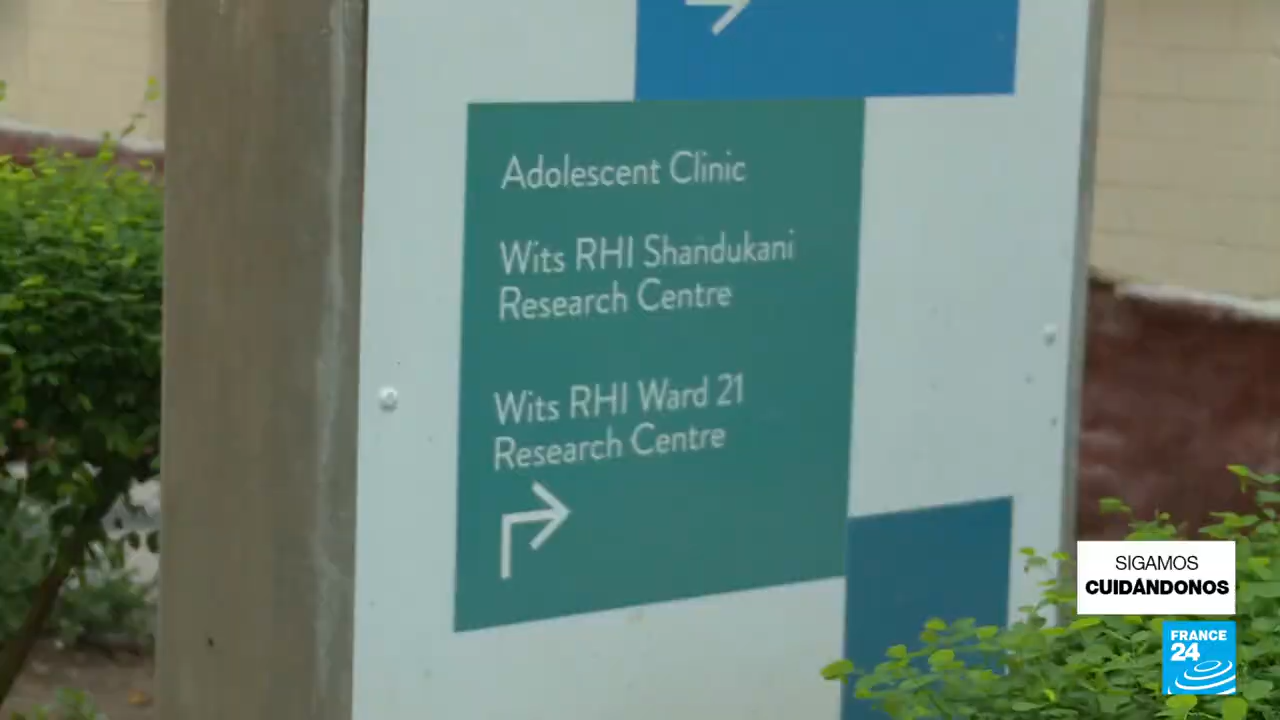 Adolescent Clinic
Wits RHI Shandukani
Research Centre
Wits RHI Ward 21
Research Centre
SIGAMOS
CUIDÁNDONOS
FRANCE
24